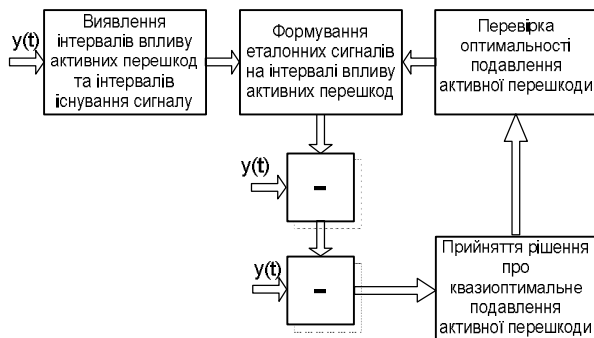 y(t)
Виявлення
інтервалів впливу
активних перешкод
та інтервалів
існування сигналу
Формування
еталонних сигналів
на інтервалі впливу
активних перешкод
Перевірка
оптимальності
подавлення
активної перешкоди
y(t)
-
y(t)
-
Прийняття рішення
про
квазиоптимальне
подавлення
активної перешкоди